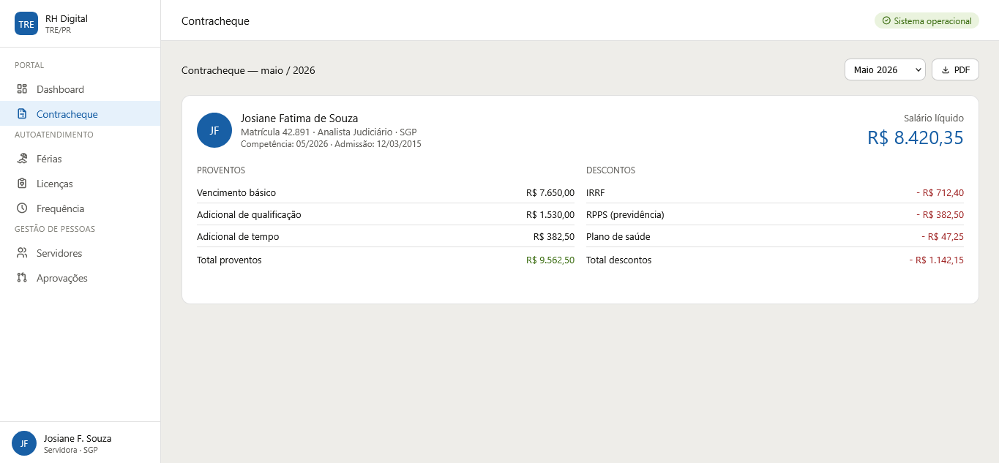 TRE
RH Digital
TRE/PR
PORTAL
Dashboard
Contracheque
AUTOATENDIMENTO
Férias
Licenças
Frequência
GESTÃO DE PESSOAS
Servidores
Aprovações
JF
Josiane F. Souza
Servidora · SGP
Contracheque
Sistema operacional
Contracheque — maio / 2026
Maio 2026
PDF
JF
Josiane Fatima de Souza
Matrícula 42.891 · Analista Judiciário · SGP
Competência: 05/2026 · Admissão: 12/03/2015
Salário líquido
R$ 8.420,35
PROVENTOS
Vencimento básico R$ 7.650,00
Adicional de qualificação R$ 1.530,00
Adicional de tempo R$ 382,50
Total proventos R$ 9.562,50
DESCONTOS
IRRF - R$ 712,40
RPPS (previdência) - R$ 382,50
Plano de saúde - R$ 47,25
Total descontos - R$ 1.142,15